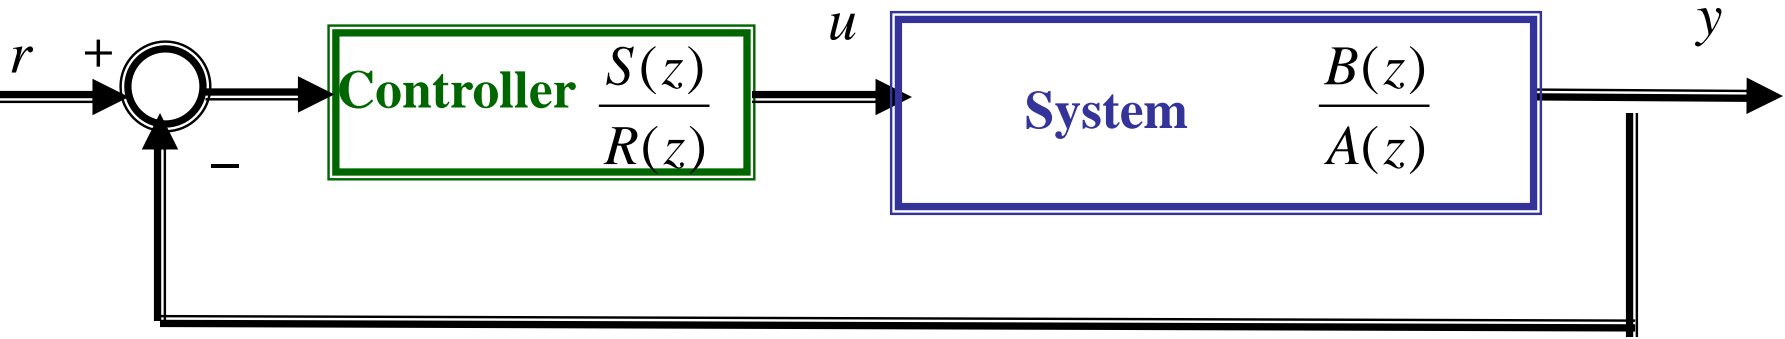 r + u y
Controller S(z)
R(z)
System B(z)
A(z)
−